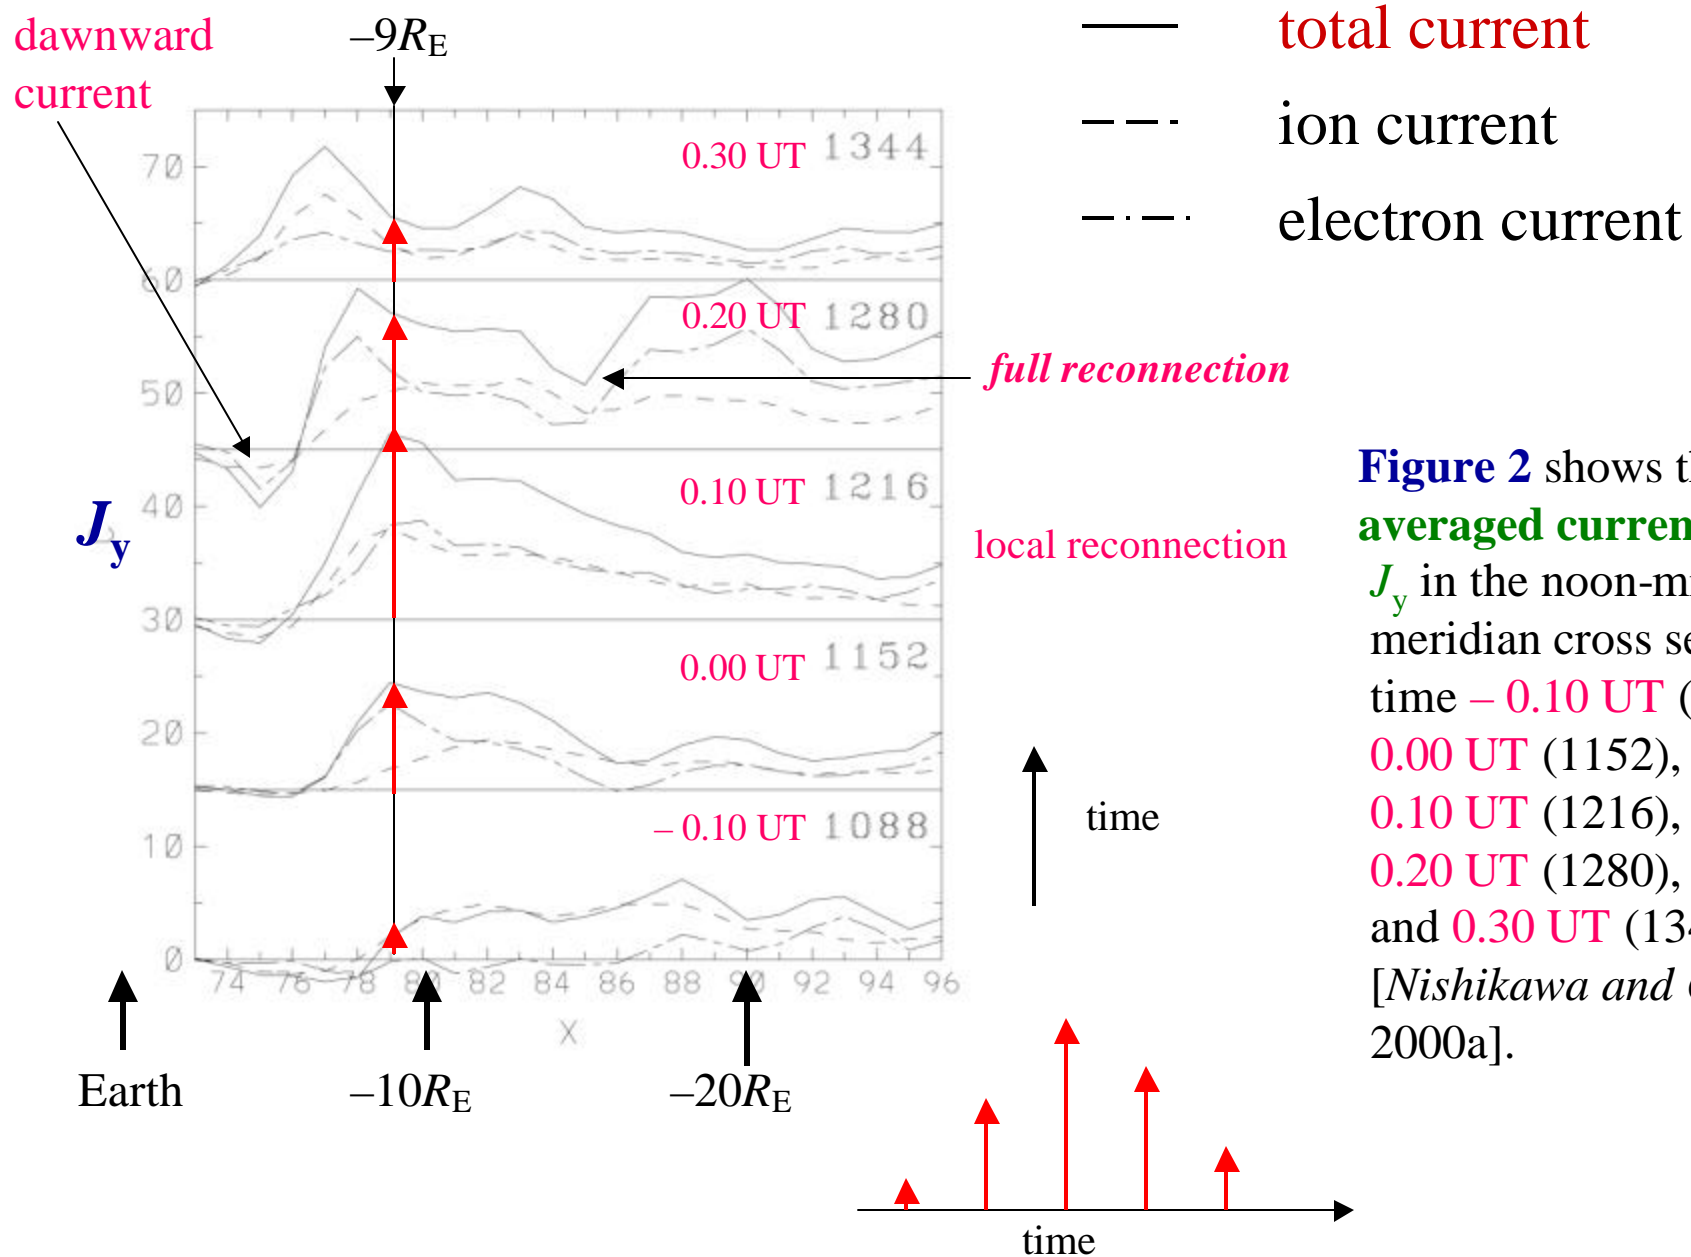 dawnward
current
–9RE
total current
ion current
electron current
70
60
50
40
30
20
10
0
Jy
0.30 UT 1344
0.20 UT 1280
0.10 UT 1216
0.00 UT 1152
– 0.10 UT 1088
full reconnection
local reconnection
time
74 76 78 80 82 84 86 88 90 92 94 96
X
Earth
–10RE
–20RE
time
Figure 2 shows
averaged
Jy in the
meridian cross
time – 0.10 UT (
0.00 UT (1152),
0.10 UT (1216),
0.20 UT (1280),
and 0.30 UT
[Nishikawa and
2000a].